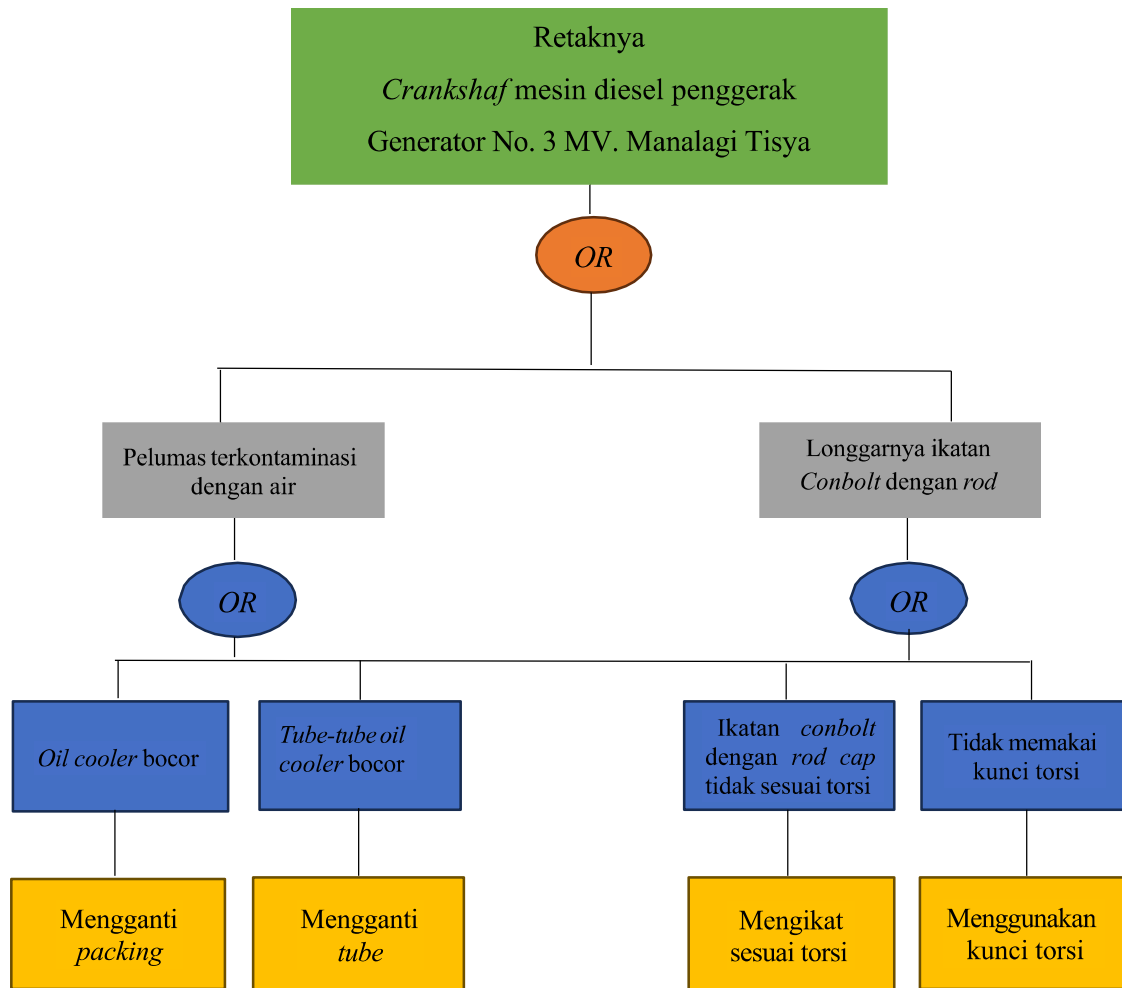 Retaknya
Crankshaf mesin diesel penggerak
Generator No. 3 MV. Manalagi Tisya
OR
Pelumas terkontaminasi
dengan air
Longgarnya ikatan
Conbolt dengan rod
OR
OR
Oil cooler bocor
Tube-tube oil
cooler bocor
Ikatan conbolt
dengan rod cap
tidak sesuai torsi
Tidak memakai
kunci torsi
Mengganti
packing
Mengganti
tube
Mengikat
sesuai torsi
Menggunakan
kunci torsi